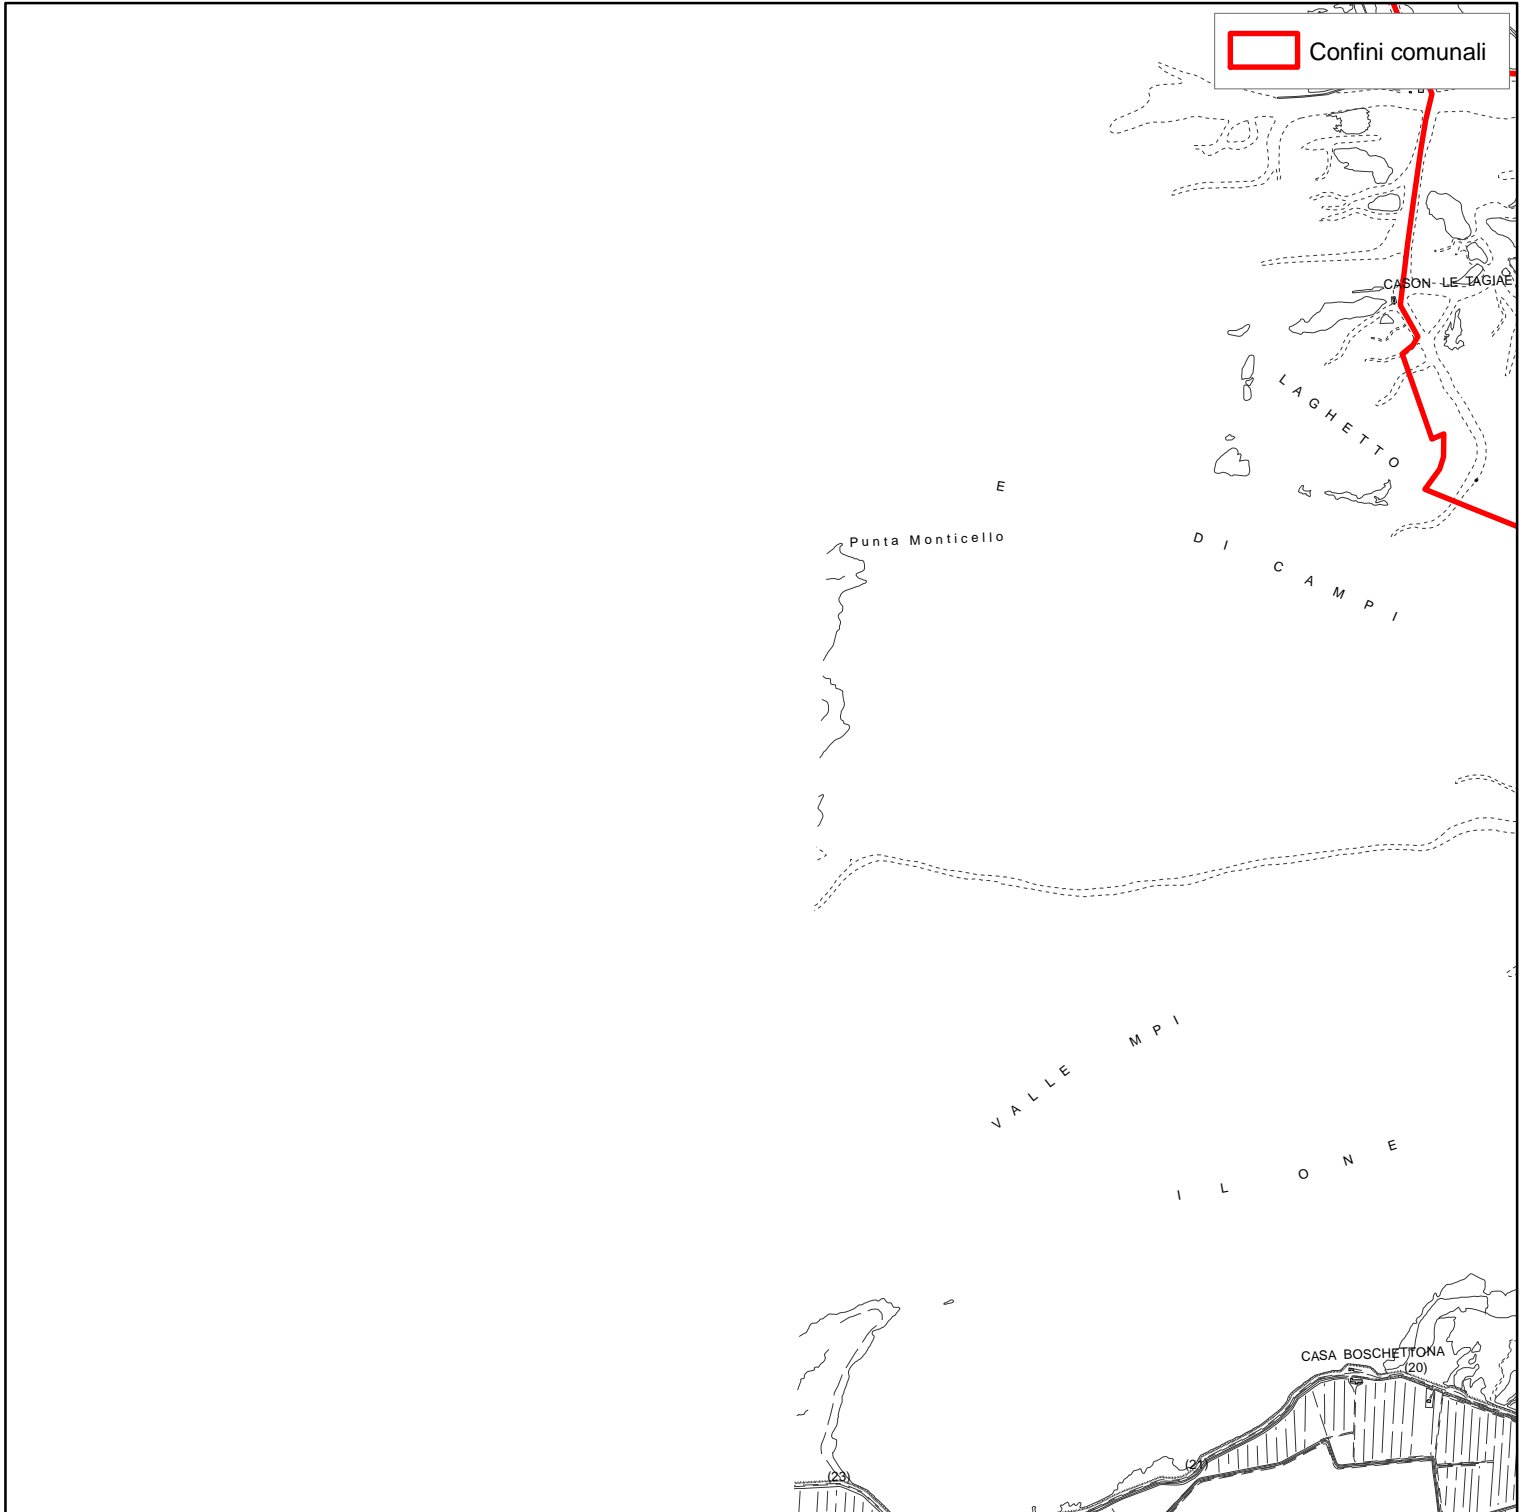 Confini comunali
CASON LE TAGIAE
LAGHETTO
E
Punta Monticello
DI CAMPI
MPI
VALLE
ILONE
CASA BOSCHETTONA
(20)
(21)
(23)